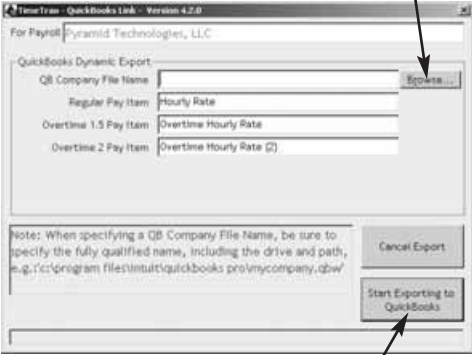 TimeTrax - QuickBooks Link - Version 4.2.0
For Payroll Pyramid Technologies, LLC
QuickBooks Dynamic Export
QB Company File Name Browse...
Regular Pay Item Hourly Rate
Overtime 1.5 Pay Item Overtime Hourly Rate
Overtime 2 Pay Item Overtime Hourly Rate (2)
Note: When specifying a QB Company File Name, be sure to
specify the fully qualified name, including the drive and path,
e.g.:'c:\program files\intuit\quickbooks pro\mycompany.qbw'
Cancel Export
Start Exporting to
QuickBooks